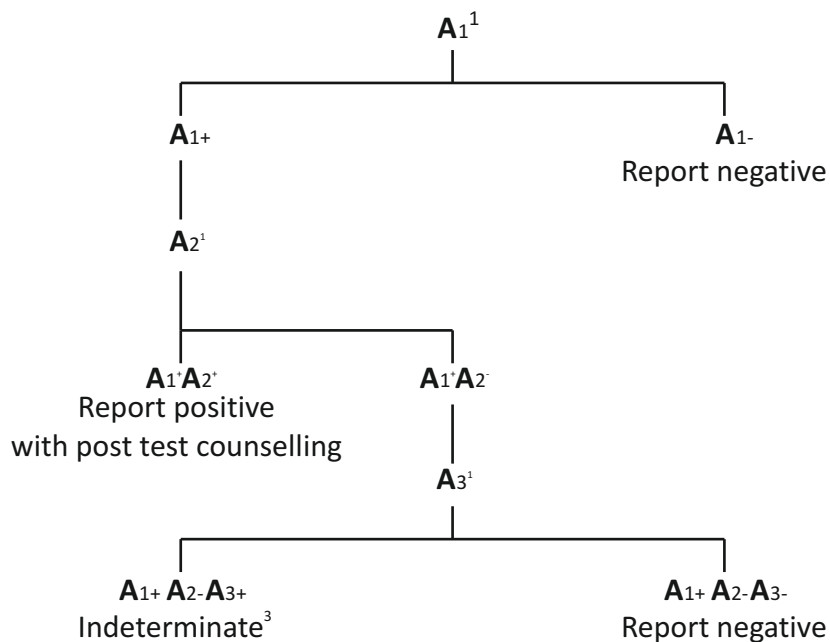 A1¹
A1+
A1-
Report negative
A2¹
A1⁺A2⁺
A1⁺A2⁻
Report positive
with post test counselling
A3¹
A1+ A2-A3+
A1+ A2-A3-
Indeterminate³
Report negative